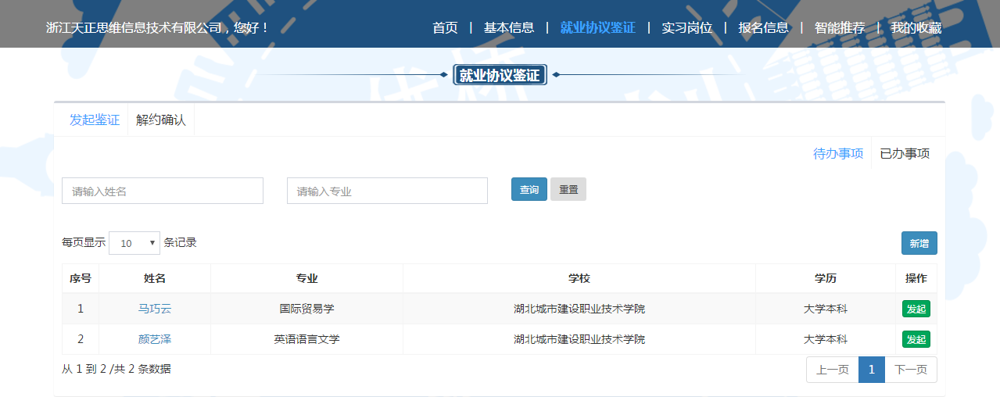 浙江天正思维信息技术有限公司，您好！
首页 | 基本信息 | 就业协议鉴证 | 实习岗位 | 报名信息 | 智能推荐 | 我的收藏
就业协议鉴证
发起鉴证 解约确认
待办事项 已办事项
请输入姓名 请输入专业 查询 重置
每页显示 10 条记录 新增
序号 姓名 专业 学校 学历 操作
1 马巧云 国际贸易学 湖北城市建设职业技术学院 大学本科 发起
2 颜艺泽 英语语言文学 湖北城市建设职业技术学院 大学本科 发起
从 1 到 2 /共 2 条数据 上一页 1 下一页